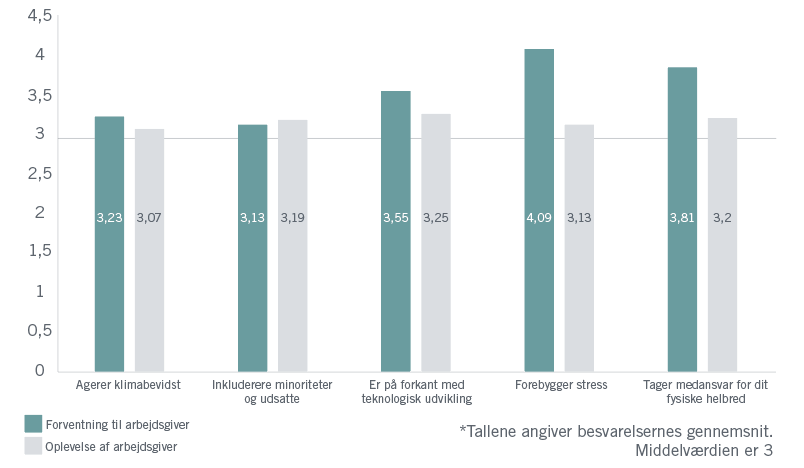 4,5
4
3,5
3
2,5
2
1,5
1
0,5
0
3,23
3,07
3,13
3,19
3,55
3,25
4,09
3,13
3,81
3,2
Agerer klimabevidst
Inkluderere minoriteter
og udsatte
Er på forkant med
teknologisk udvikling
Forebygger stress
Tager medansvar for dit
fysiske helbred
Forventning til arbejdsgiver
Oplevelse af arbejdsgiver
*Tallene angiver besvarelsernes gennemsnit.
Middelværdien er 3